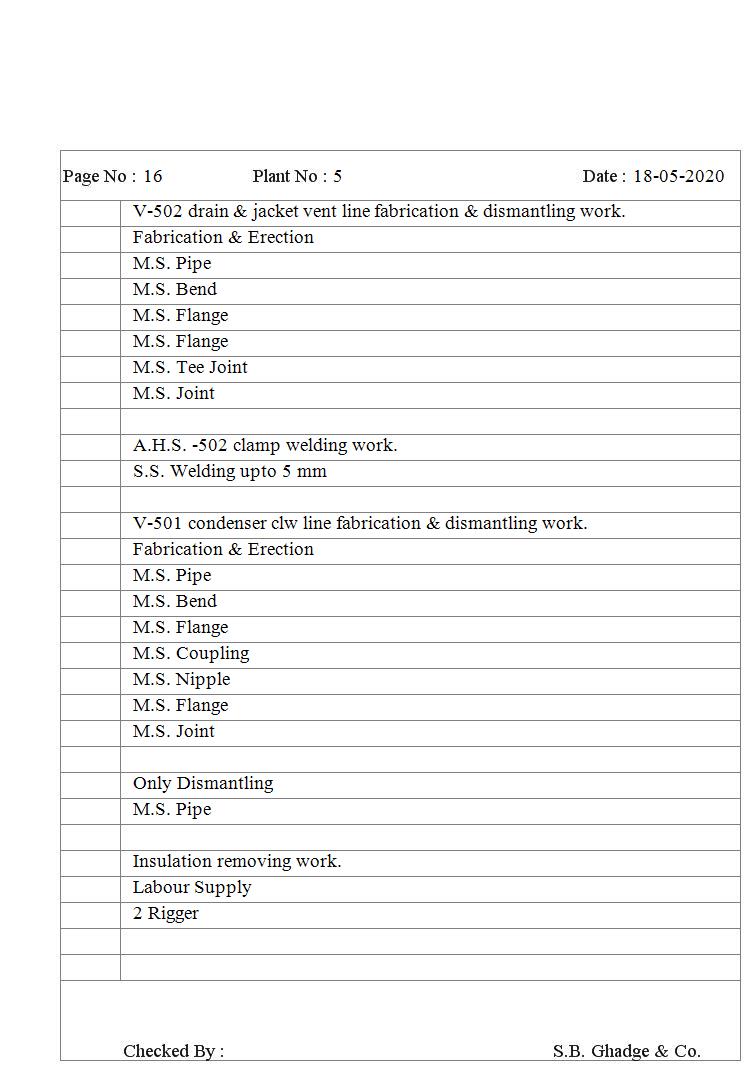 Page No : 16 Plant No : 5 Date : 18-05-2020
V-502 drain & jacket vent line fabrication & dismantling work.
Fabrication & Erection
M.S. Pipe
M.S. Bend
M.S. Flange
M.S. Flange
M.S. Tee Joint
M.S. Joint
A.H.S. -502 clamp welding work.
S.S. Welding upto 5 mm
V-501 condenser clw line fabrication & dismantling work.
Fabrication & Erection
M.S. Pipe
M.S. Bend
M.S. Flange
M.S. Coupling
M.S. Nipple
M.S. Flange
M.S. Joint
Only Dismantling
M.S. Pipe
Insulation removing work.
Labour Supply
2 Rigger
Checked By : S.B. Ghadge & Co.